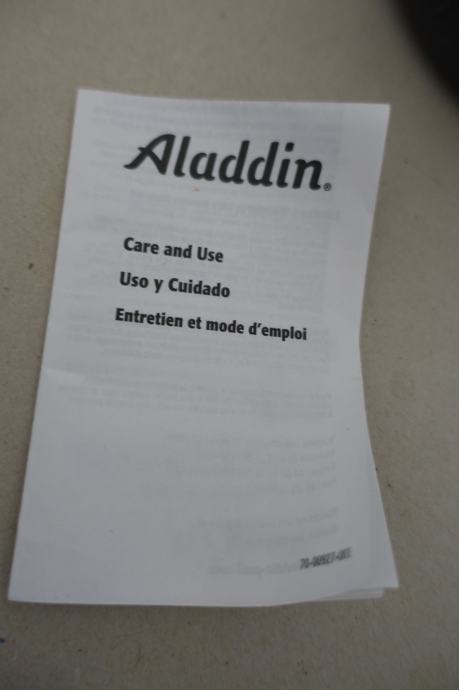 Aladdin®
Care and Use
Uso y Cuidado
Entretien et mode d'emploi